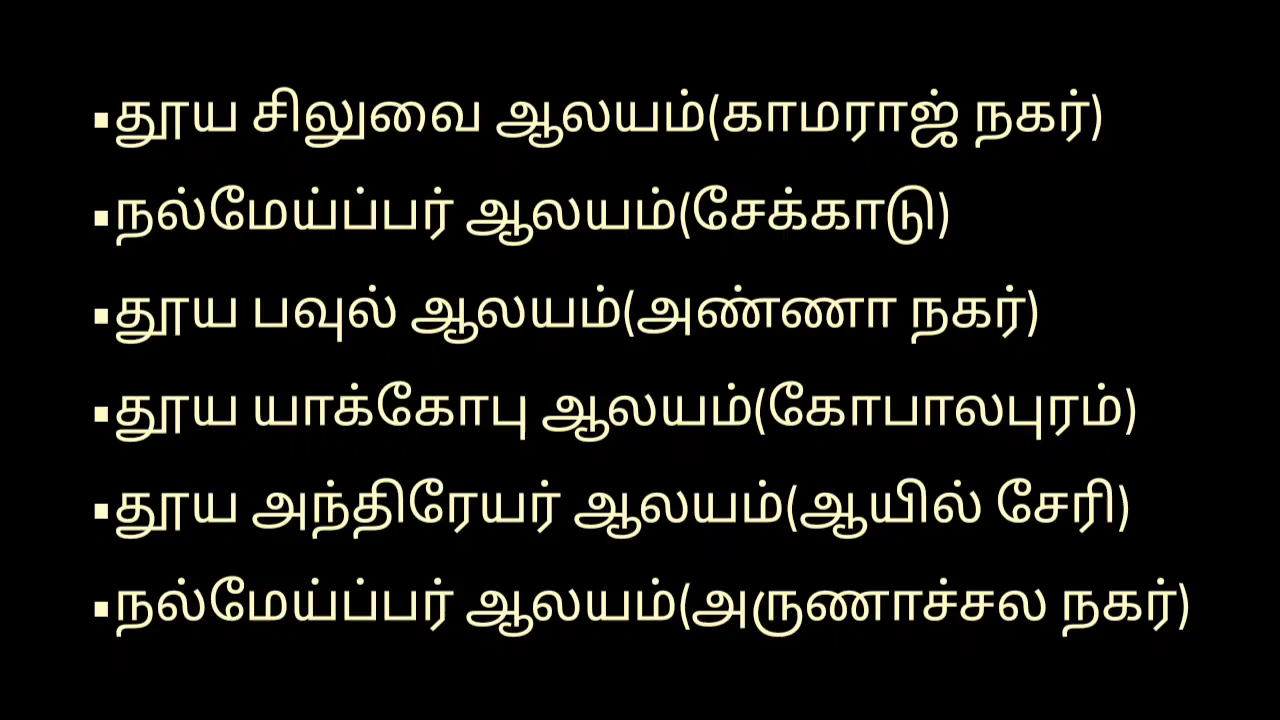 ▪தூய சிலுவை ஆலயம்(காமராஜ் நகர்)
▪நல்மேய்ப்பர் ஆலயம்(சேக்காடு)
▪தூய பவுல் ஆலயம்(அண்ணா நகர்)
▪தூய யாக்கோபு ஆலயம்(கோபாலபுரம்)
▪தூய அந்திரேயர் ஆலயம்(ஆயில் சேரி)
▪நல்மேய்ப்பர் ஆலயம்(அருணாச்சல நகர்)